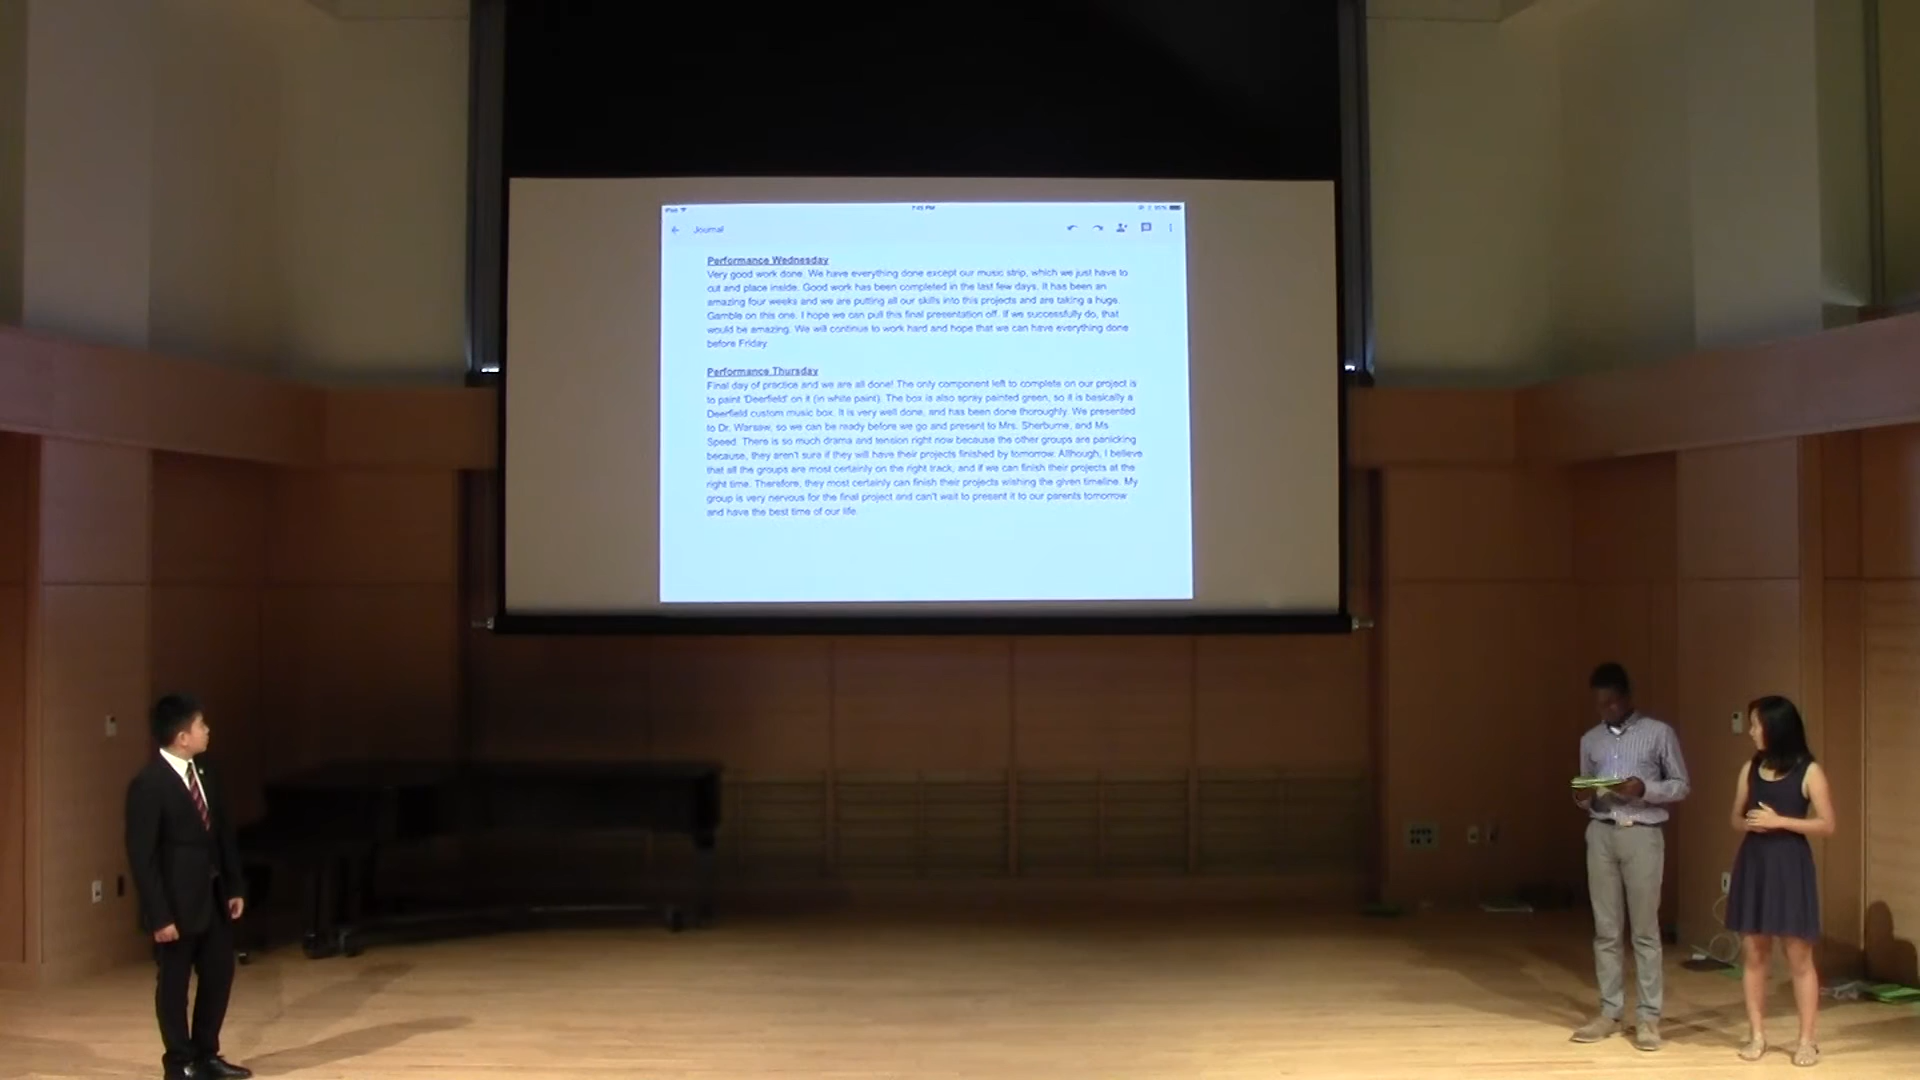 iPad
7:45 PM
95%
Journal
Performance Wednesday
Very good work done. We have everything done except our music strip, which we just have to
cut and place inside. Good work has been completed in the last few days. It has been an
amazing four weeks and we are putting all our skills into this projects and are taking a huge.
Gamble on this one. I hope we can pull this final presentation off. If we successfully do, that
would be amazing. We will continue to work hard and hope that we can have everything done
before Friday.
Performance Thursday
Final day of practice and we are all done! The only component left to complete on our project is
to paint 'Deerfield' on it (in white paint). The box is also spray painted green, so it is basically a
Deerfield custom music box. It is very well done, and has been done thoroughly. We presented
to Dr. Warsaw, so we can be ready before we go and present to Mrs. Sherburne, and Ms
Speed. There is so much drama and tension right now because the other groups are panicking
because, they aren't sure if they will have their projects finished by tomorrow. Although, I believe
that all the groups are most certainly on the right track, and if we can finish their projects at the
right time. Therefore, they most certainly can finish their projects wishing the given timeline. My
group is very nervous for the final project and can't wait to present it to our parents tomorrow
and have the best time of our life.